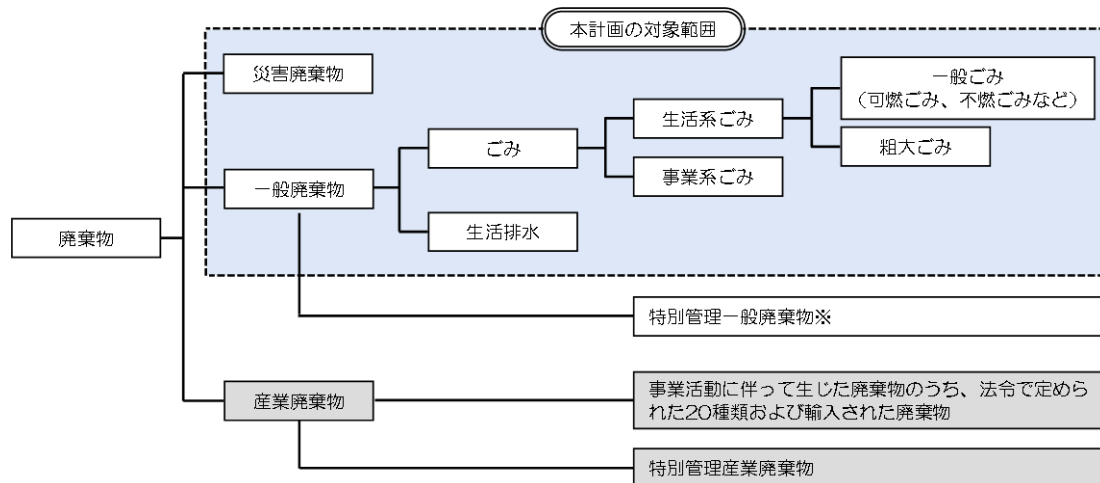 本計画の対象範囲
災害廃棄物
一般ごみ
（可燃ごみ、不燃ごみなど）
生活系ごみ
ごみ
粗大ごみ
事業系ごみ
一般廃棄物
生活排水
廃棄物
特別管理一般廃棄物※
産業廃棄物
事業活動に伴って生じた廃棄物のうち、法令で定めら
れた20種類および輸入された廃棄物
特別管理産業廃棄物